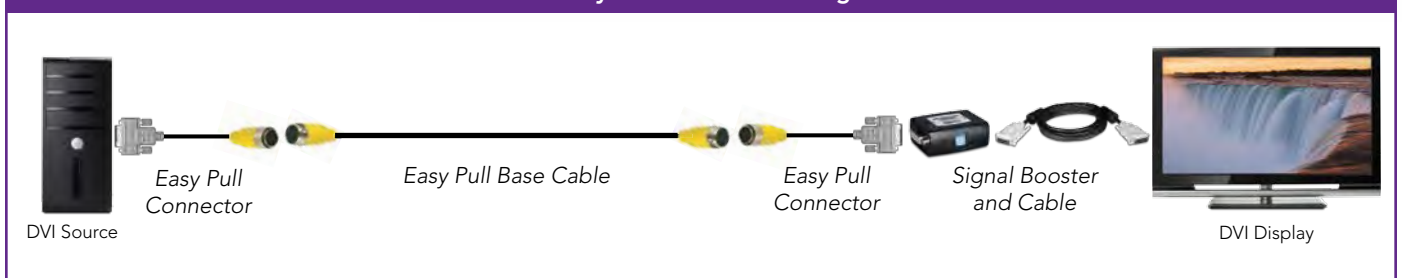 Easy Pull
Connector
Easy Pull Base Cable
Easy Pull
Connector
Signal Booster
and Cable
DVI Source
DVI Display